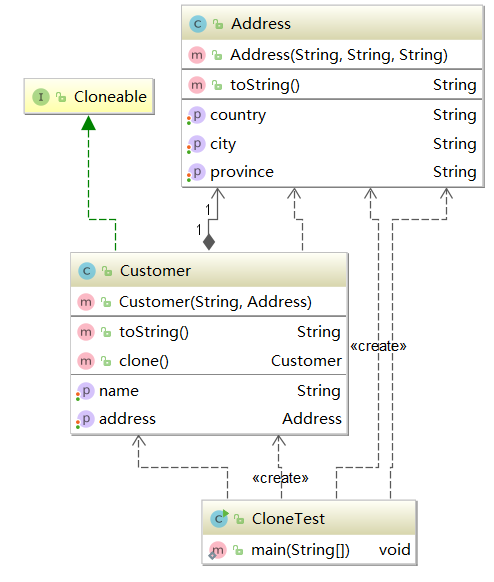 Address
Address(String, String, String)
toString() String
country String
city String
province String
Cloneable
1
1
Customer
Customer(String, Address)
toString() String
clone() Customer
name String
address Address
«create»
«create»
CloneTest
main(String[]) void